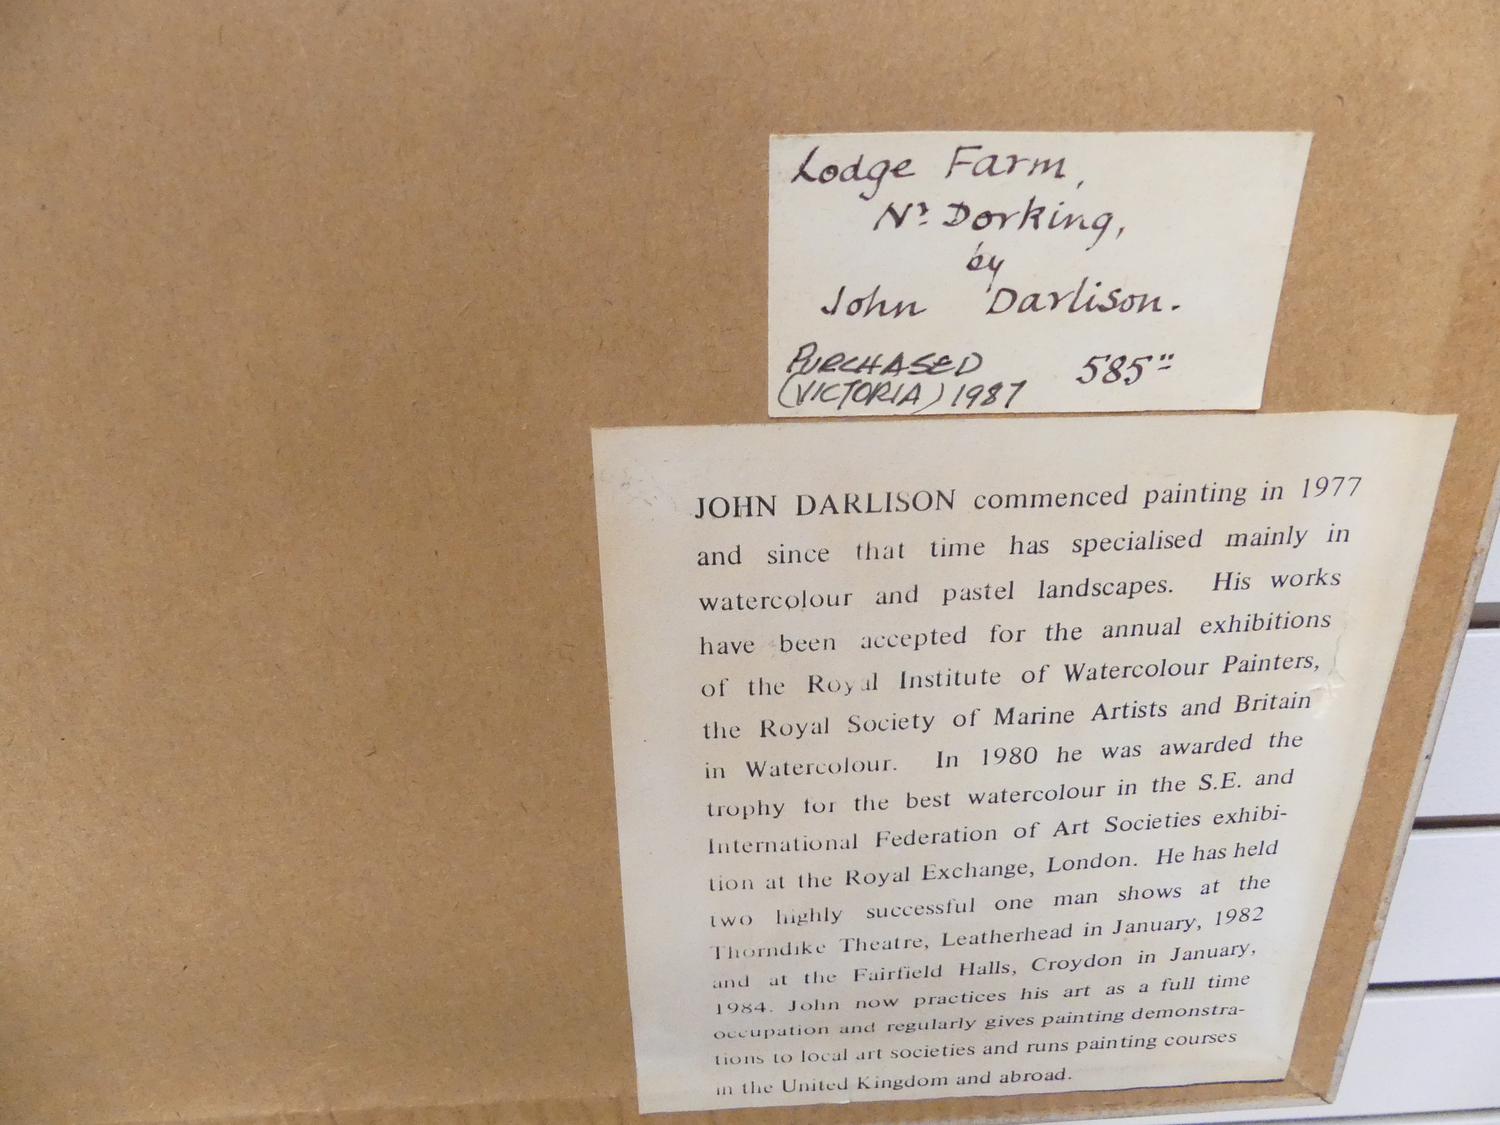 Lodge Farm,
Nr Dorking,
by
John Darlison.
PURCHASED 585"
(VICTORIA) 1987
JOHN DARLISON commenced painting in 1977
and since that time has specialised mainly in
watercolour and pastel landscapes. His works
have been accepted for the annual exhibitions
of the Royal Institute of Watercolour Painters,
the Royal Society of Marine Artists and Britain
in Watercolour. In 1980 he was awarded the
trophy for the best watercolour in the S.E. and
International Federation of Art Societies exhibi-
tion at the Royal Exchange, London. He has held
two highly successful one man shows at the
Thorndike Theatre, Leatherhead in January, 1982
and at the Fairfield Halls, Croydon in January,
1984. John now practices his art as a full time
occupation and regularly gives painting demonstra-
tions to local art societies and runs painting courses
in the United Kingdom and abroad.